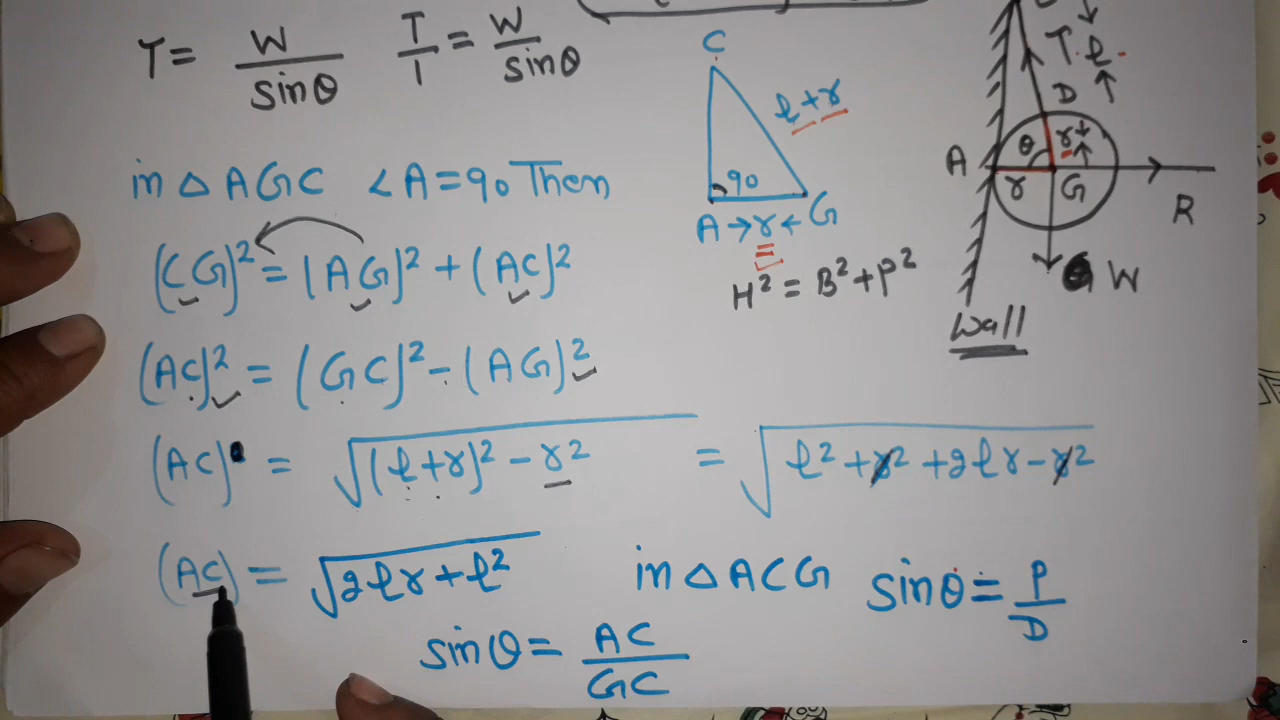 T = W/sinθ T/1 = W/sinθ
in △ AGC ∠A = 90 Then
(CG)² = (AG)² + (AC)²
(AC)² = (GC)² - (AG)²
(AC) = √(l+r)² - r² = √l² + r² + 2lr - r²
(AC) = √2lr + l²
in △ ACG sinθ = P/D
sinθ = AC/GC
C
l+r
90
A → r ← G
H² = B² + P²
T
l
D
θ
r
A
r
G
R
W
Wall